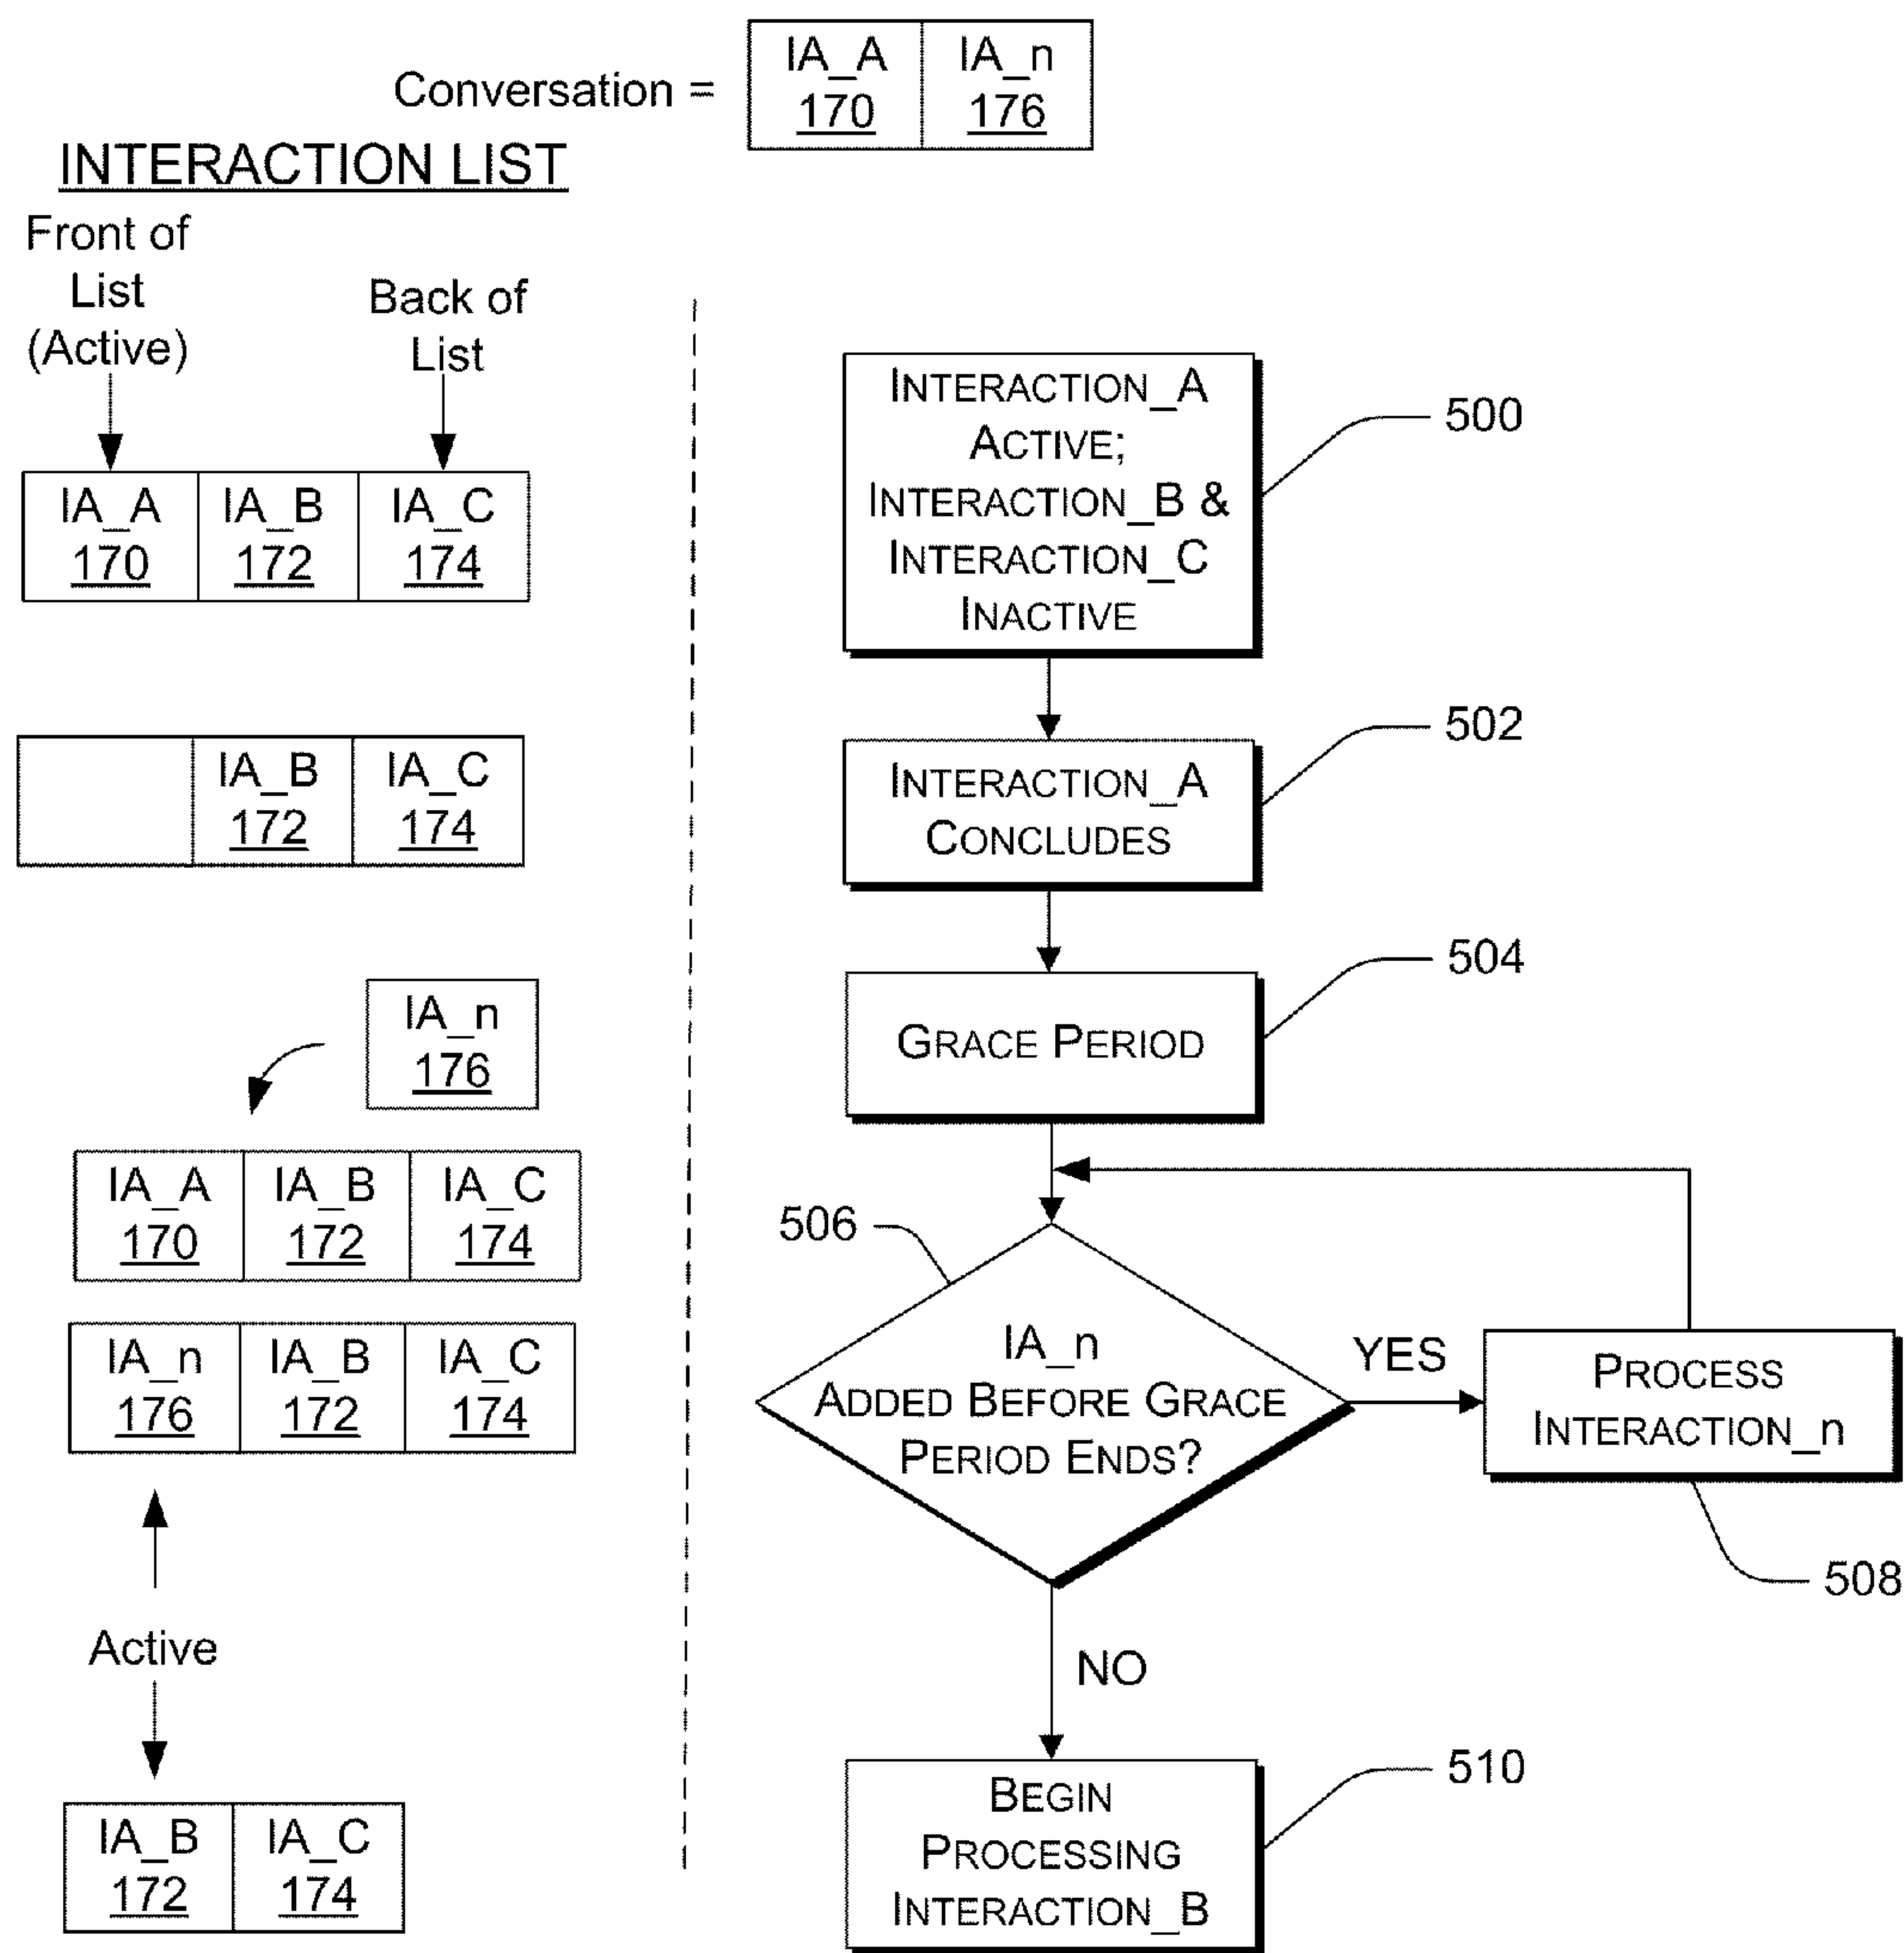 Conversation =
IA_A
170
IA_n
176
INTERACTION LIST
Front of
List
(Active)
Back of
List
IA_A
170
IA_B
172
IA_C
174
IA_B
172
IA_C
174
IA_n
176
IA_A
170
IA_B
172
IA_C
174
IA_n
176
IA_B
172
IA_C
174
Active
IA_B
172
IA_C
174
INTERACTION_A
ACTIVE;
INTERACTION_B &
INTERACTION_C
INACTIVE
500
INTERACTION_A
CONCLUDES
502
GRACE PERIOD
504
506
IA_n
ADDED BEFORE GRACE
PERIOD ENDS?
YES
PROCESS
INTERACTION_n
508
NO
BEGIN
PROCESSING
INTERACTION_B
510